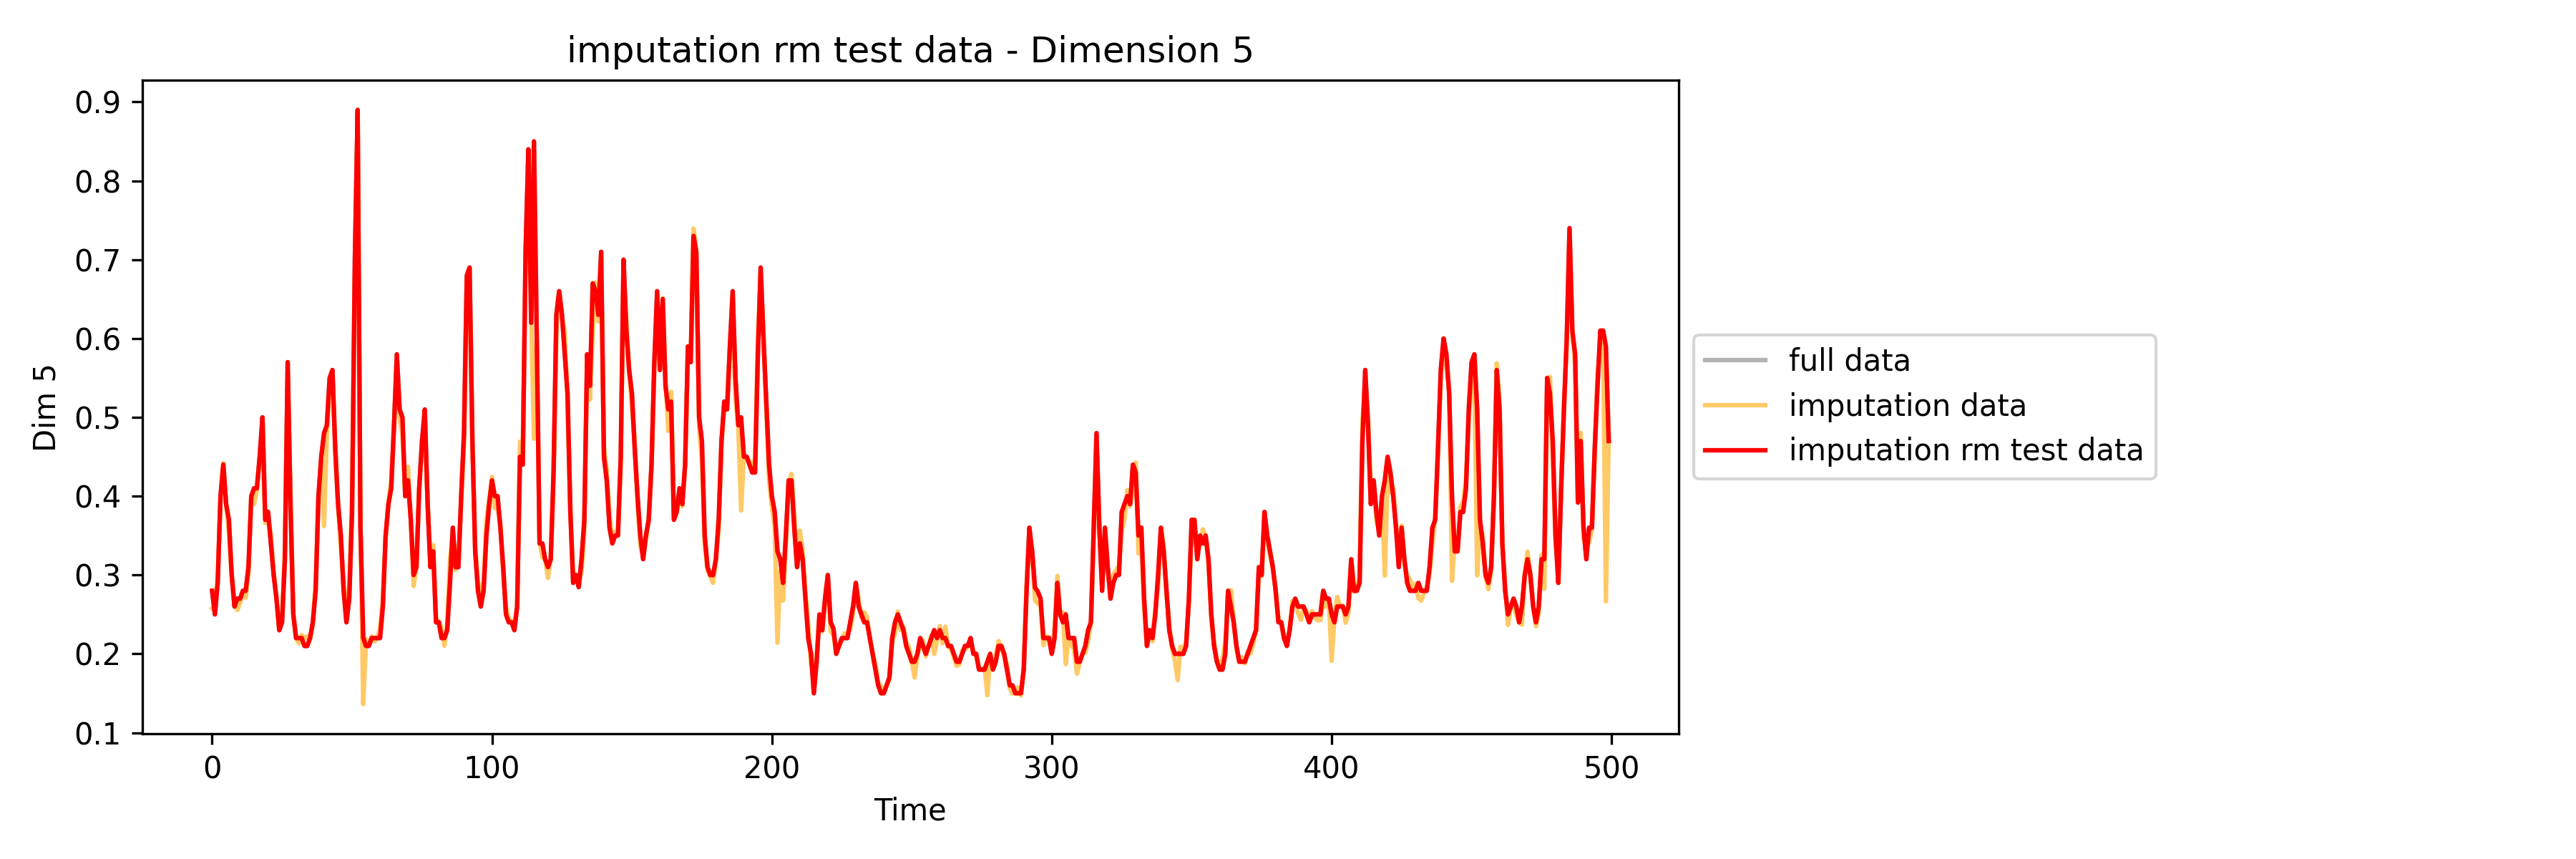 imputation rm test data - Dimension 5
0.9
0.8
0.7
0.6
0.5
0.4
0.3
0.2
0.1
Dim 5
0 100 200 300 400 500
Time
full data
imputation data
imputation rm test data